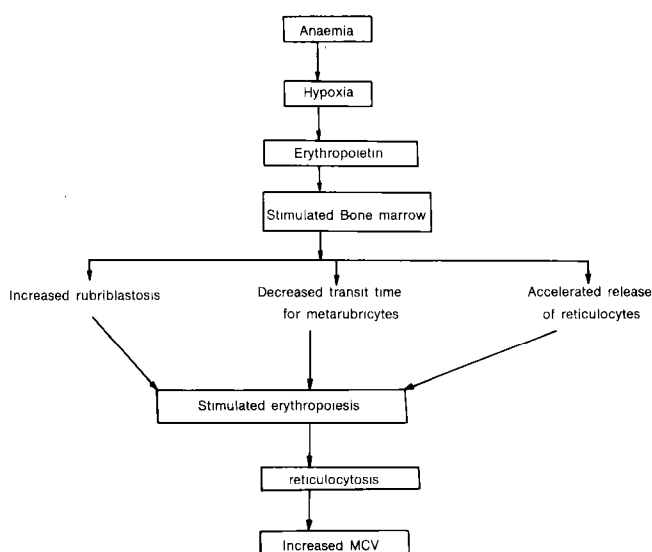 Anaemia
Hypoxia
Erythropoietin
Stimulated Bone marrow
Increased rubriblastosis
Decreased transit time
for metarubricytes
Accelerated release
of reticulocytes
Stimulated erythropoiesis
reticulocytosis
Increased MCV